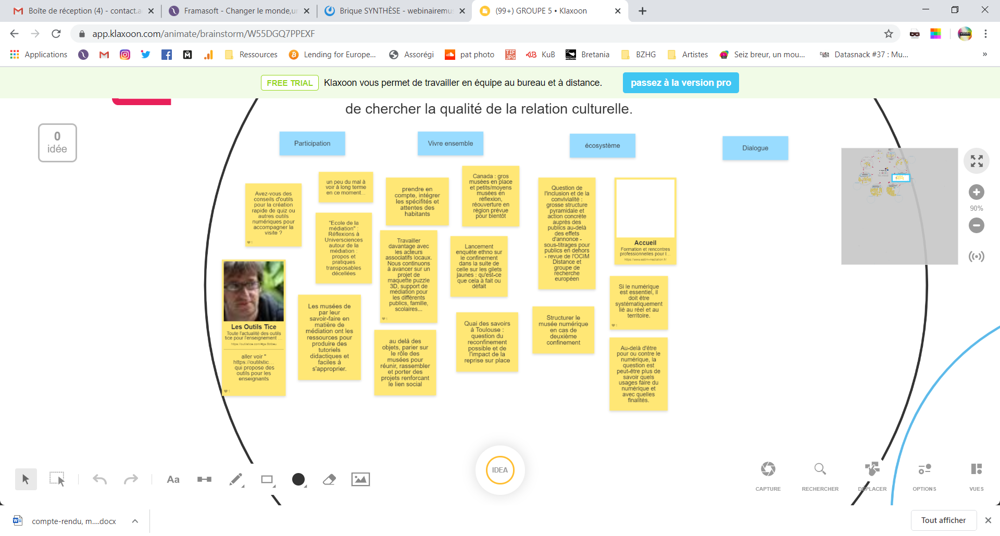 Boîte de réception (4) - contact.a
Framasoft - Changer le monde,un
Brique SYNTHÈSE - webinairemus
(99+) GROUPE 5 • Klaxoon
app.klaxoon.com/animate/brainstorm/W55DGQ7PPEXF
Applications
Ressources
Lending for Europe...
Assorégi
pat photo
TIF
JPG
KuB
Bretania
BZHG
Artistes
Seiz breur, un mou...
Datasnack #37 : Mu...
»
FREE TRIAL
Klaxoon vous permet de travailler en équipe au bureau et à distance.
passez à la version pro
de chercher la qualité de la relation culturelle.
0
idée
Participation
Vivre ensemble
écosystème
Dialogue
Avez-vous des
conseils d'outils
pour la création
rapide de quiz ou
autres outils
numériques pour
accompagner la
visite ?
1
un peu du mal à
voir à long terme
en ce moment...
"Ecole de la
médiation" :
Réflexions à
Universciences
autour de la
médiation :
propos et
pratiques
transposables
décellées
Les Outils Tice
Toute l'actualité des outils
tice pour l'enseignement ...
aller voir "
https://outilstic...
qui propose des
outils pour les
enseignants
1
Les musées de
par leur
savoir-faire en
matière de
médiation ont les
ressources pour
produire des
tutoriels
didactiques et
faciles à
s'approprier.
prendre en
compte, intégrer
les spécificités et
attentes des
habitants
Travailler
davantage avec
les acteurs
associatifs locaux.
Nous continuons
à avancer sur un
projet de
maquette puzzle
3D, support de
médiation pour
les différents
publics, famille,
scolaires...
1
au delà des
objets, parier sur
le rôle des
musées pour
réunir, rassembler
et porter des
projets renforcant
le lien social
Canada : gros
musées en place
et petits/moyens
musées en
réflexion,
réouverture en
région prévue
pour bientôt
Lancement
enquête ethno sur
le confinement
dans la suite de
celle sur les gilets
jaunes : qu'est-ce
que cela à fait ou
défait
Quai des savoirs
à Toulouse :
question du
reconfinement
possible et de
l'impact de la
reprise sur place
Question de
l'inclusion et de la
convivialité :
grosse structure
pyramidale et
action concrète
auprès des
publics au-delà
des effets
d'annonce -
sous-titrages pour
publics en dehors
- revue de l'OCIM
Distance et
groupe de
recherche
européen
Structurer le
musée numérique
en cas de
deuxième
confinement
Accueil
Formation et rencontres
professionnelles pour l...
https://www.estim-mediation.fr/
Si le numérique
est essentiel, il
doit être
systématiquement
lié au réel et au
territoire.
1
Au-delà d'être
pour ou contre le
numérique, la
question est
peut-être plus de
savoir quels
usages faire du
numérique et
avec quelles
finalités.
90%
Aa
IDEA
CAPTURE
RECHERCHER
DÉPLACER
OPTIONS
VUES
compte-rendu, m....docx
Tout afficher